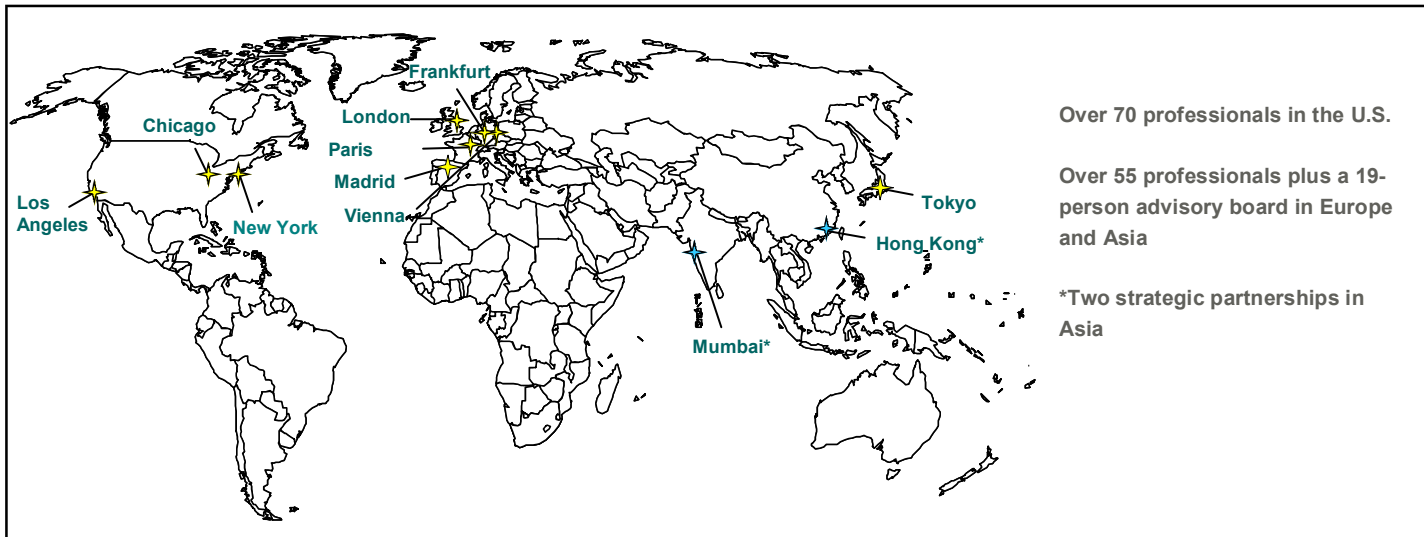 Frankfurt
London
Chicago
Paris
Madrid
Los
Angeles
New York
Vienna
Tokyo
Hong Kong*
Mumbai*
Over 70 professionals in the U.S.
Over 55 professionals plus a 19-
person advisory board in Europe
and Asia
*Two strategic partnerships in
Asia